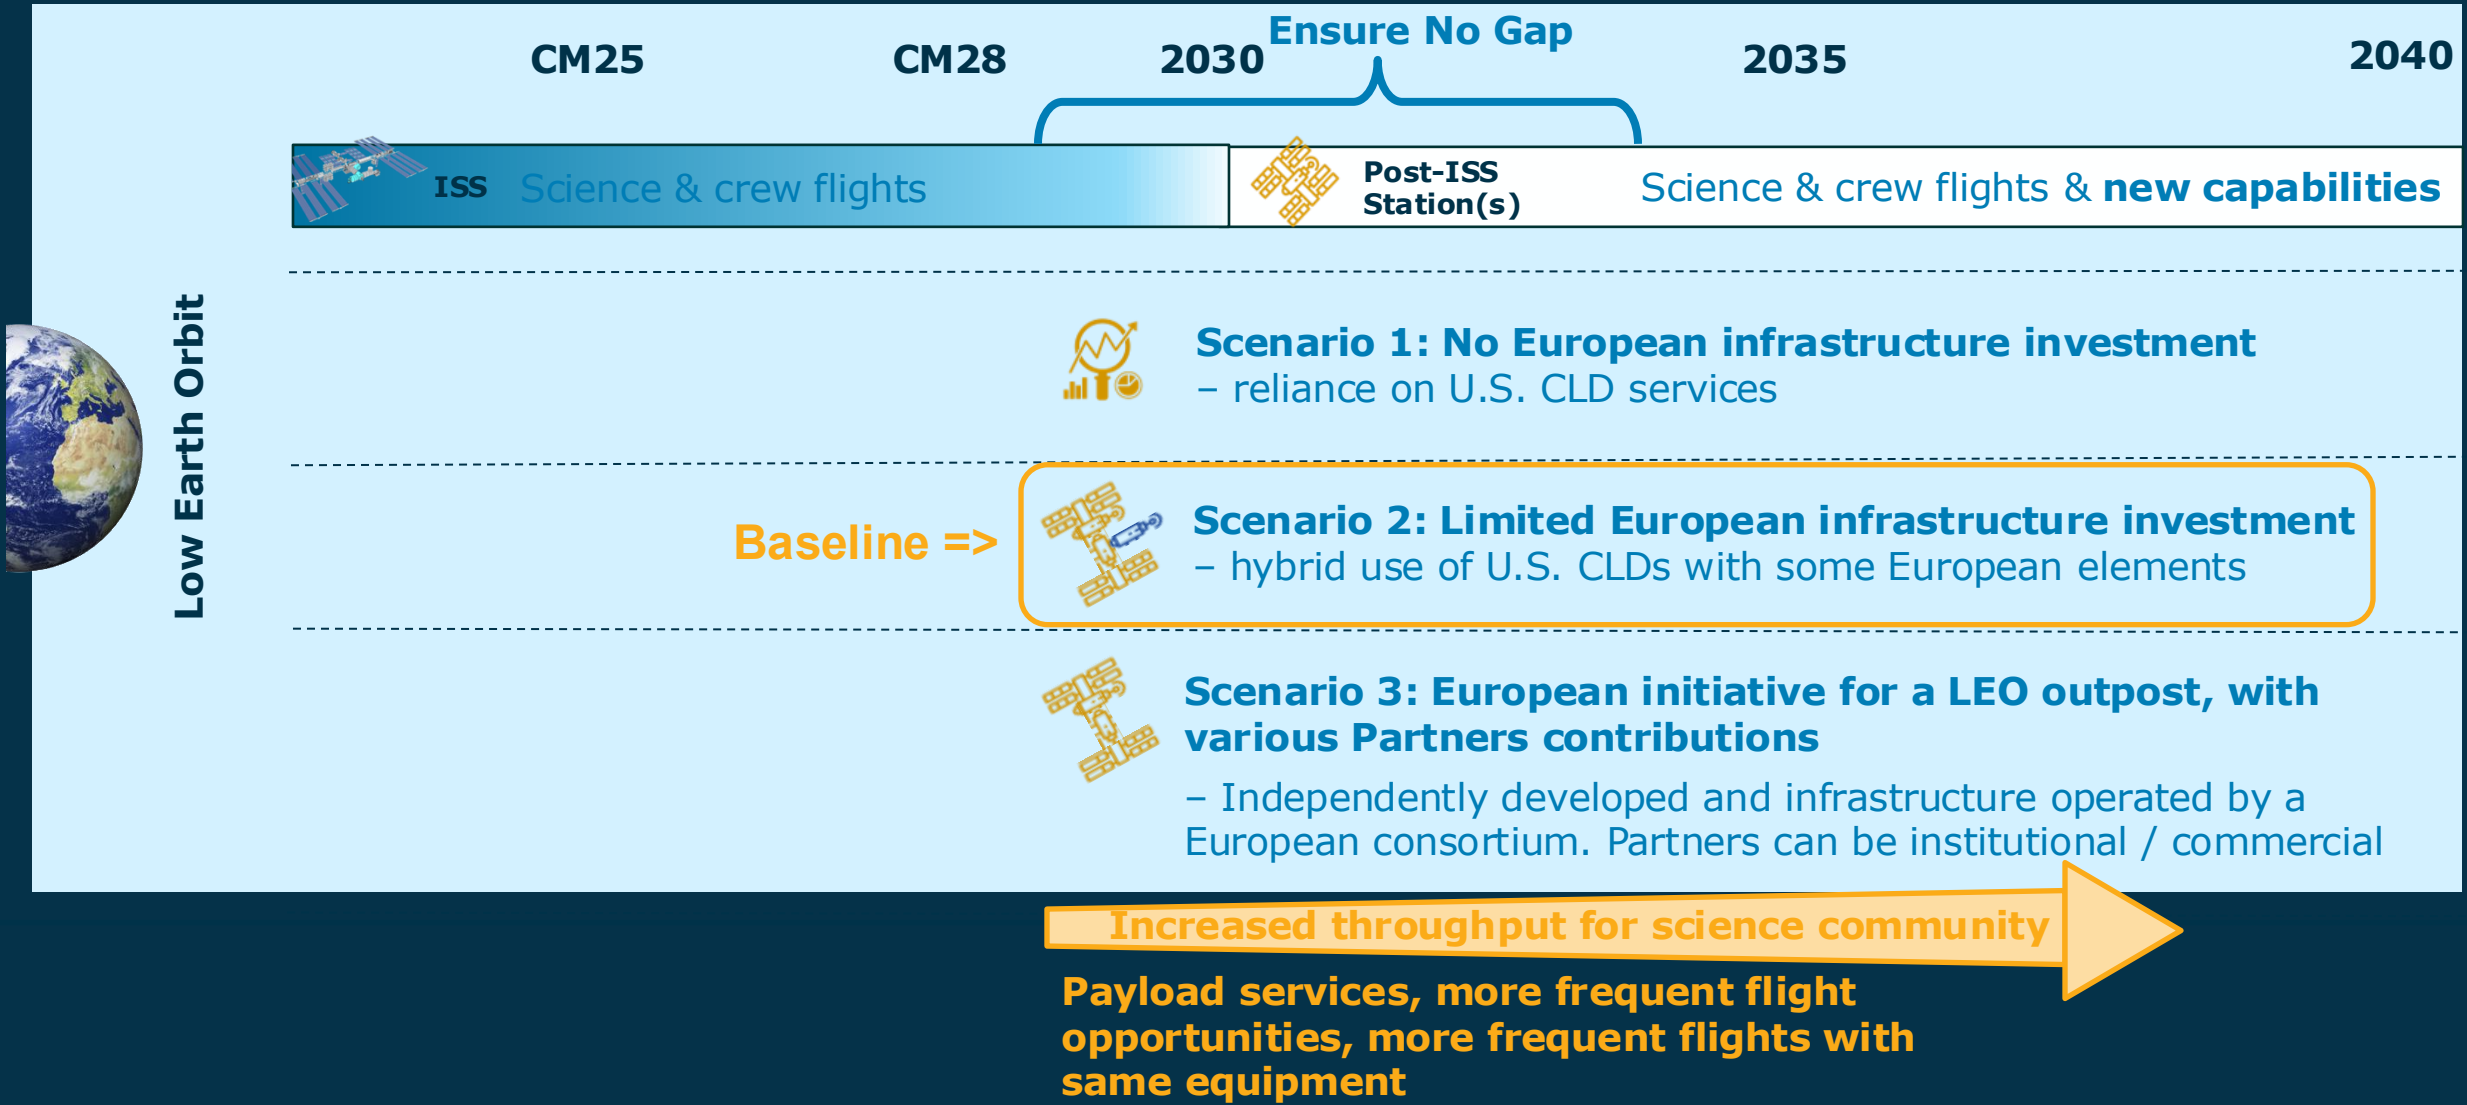 Ensure No Gap
CM25 CM28 2030 2035 2040
ISS Science & crew flights
Post-ISS
Station(s)
Science & crew flights & new capabilities
Low Earth Orbit
Scenario 1: No European infrastructure investment
– reliance on U.S. CLD services
Baseline =>
Scenario 2: Limited European infrastructure investment
– hybrid use of U.S. CLDs with some European elements
Scenario 3: European initiative for a LEO outpost, with
various Partners contributions
– Independently developed and infrastructure operated by a
European consortium. Partners can be institutional / commercial
Increased throughput for science community
Payload services, more frequent flight
opportunities, more frequent flights with
same equipment